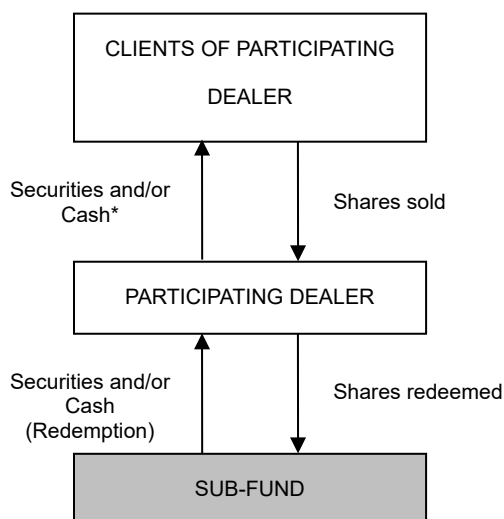 CLIENTS OF PARTICIPATING
DEALER
Securities and/or
Cash*
Shares sold
PARTICIPATING DEALER
Securities and/or
Cash
(Redemption)
Shares redeemed
SUB-FUND